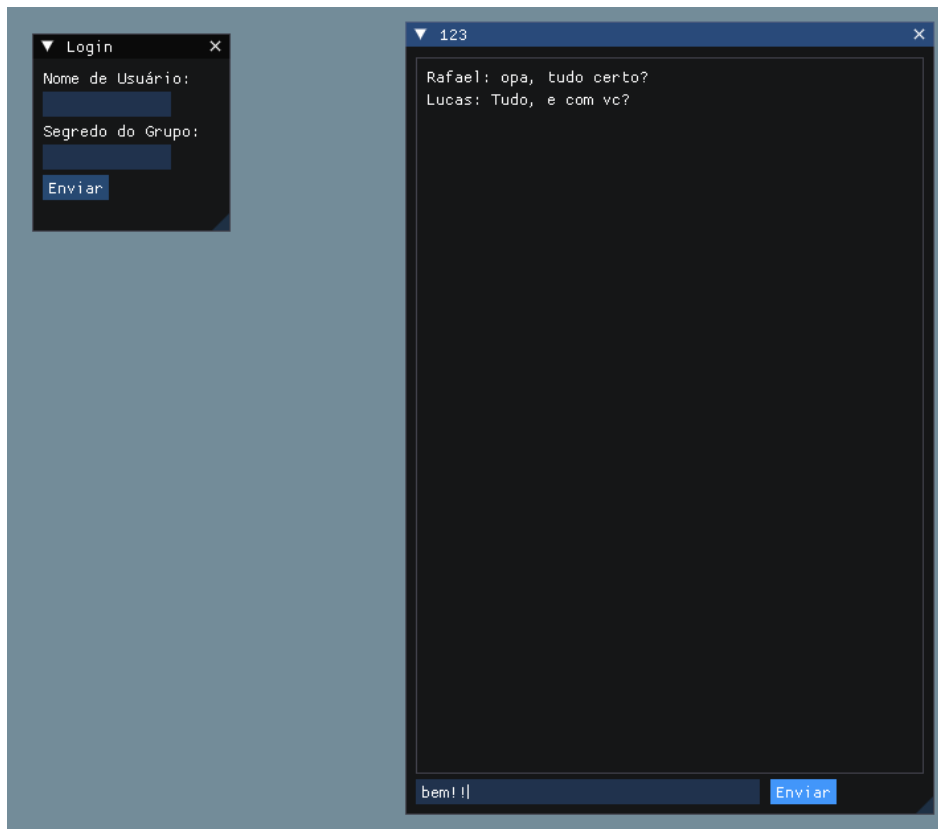 Login
Nome de Usuário:
Segredo do Grupo:
Enviar
123
Rafael: opa, tudo certo?
Lucas: Tudo, e com vc?
bem!!
Enviar